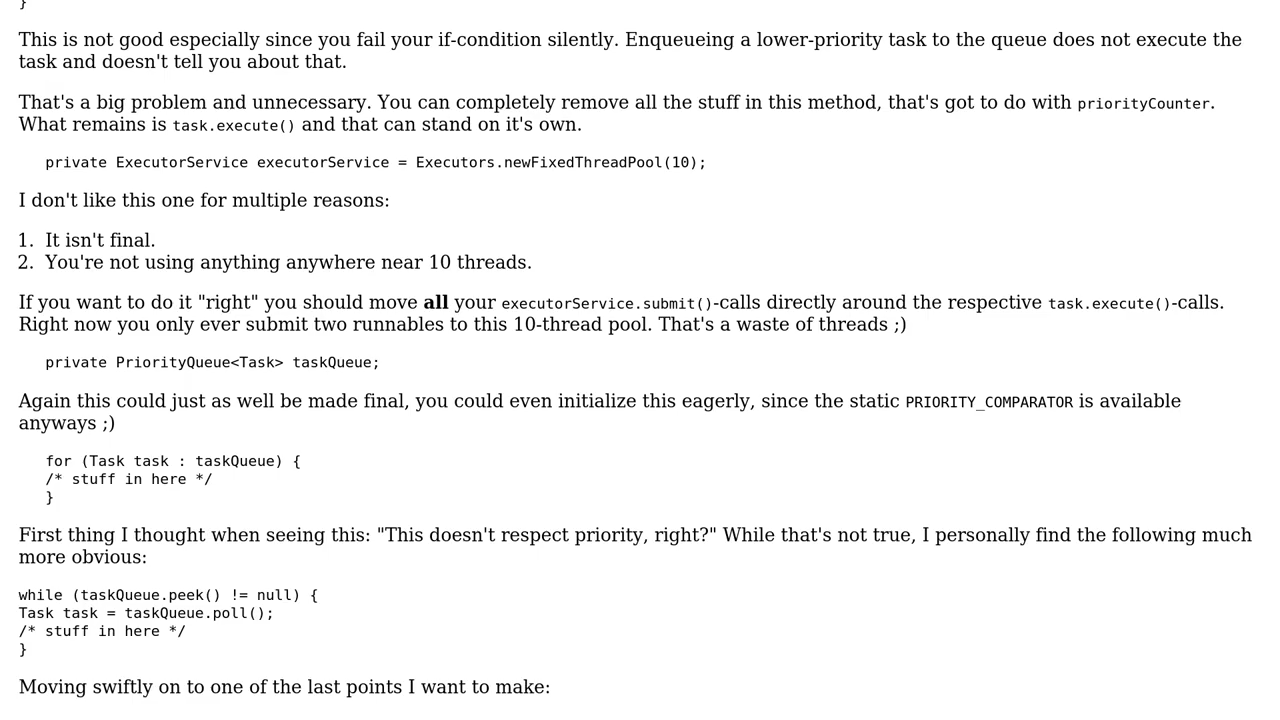 }
This is not good especially since you fail your if-condition silently. Enqueueing a lower-priority task to the queue does not execute the
task and doesn't tell you about that.
That's a big problem and unnecessary. You can completely remove all the stuff in this method, that's got to do with priorityCounter.
What remains is task.execute() and that can stand on it's own.
private ExecutorService executorService = Executors.newFixedThreadPool(10);
I don't like this one for multiple reasons:
1. It isn't final.
2. You're not using anything anywhere near 10 threads.
If you want to do it "right" you should move all your executorService.submit()-calls directly around the respective task.execute()-calls.
Right now you only ever submit two runnables to this 10-thread pool. That's a waste of threads ;)
private PriorityQueue<Task> taskQueue;
Again this could just as well be made final, you could even initialize this eagerly, since the static PRIORITY_COMPARATOR is available
anyways ;)
for (Task task : taskQueue) {
/* stuff in here */
}
First thing I thought when seeing this: "This doesn't respect priority, right?" While that's not true, I personally find the following much
more obvious:
while (taskQueue.peek() != null) {
Task task = taskQueue.poll();
/* stuff in here */
}
Moving swiftly on to one of the last points I want to make: